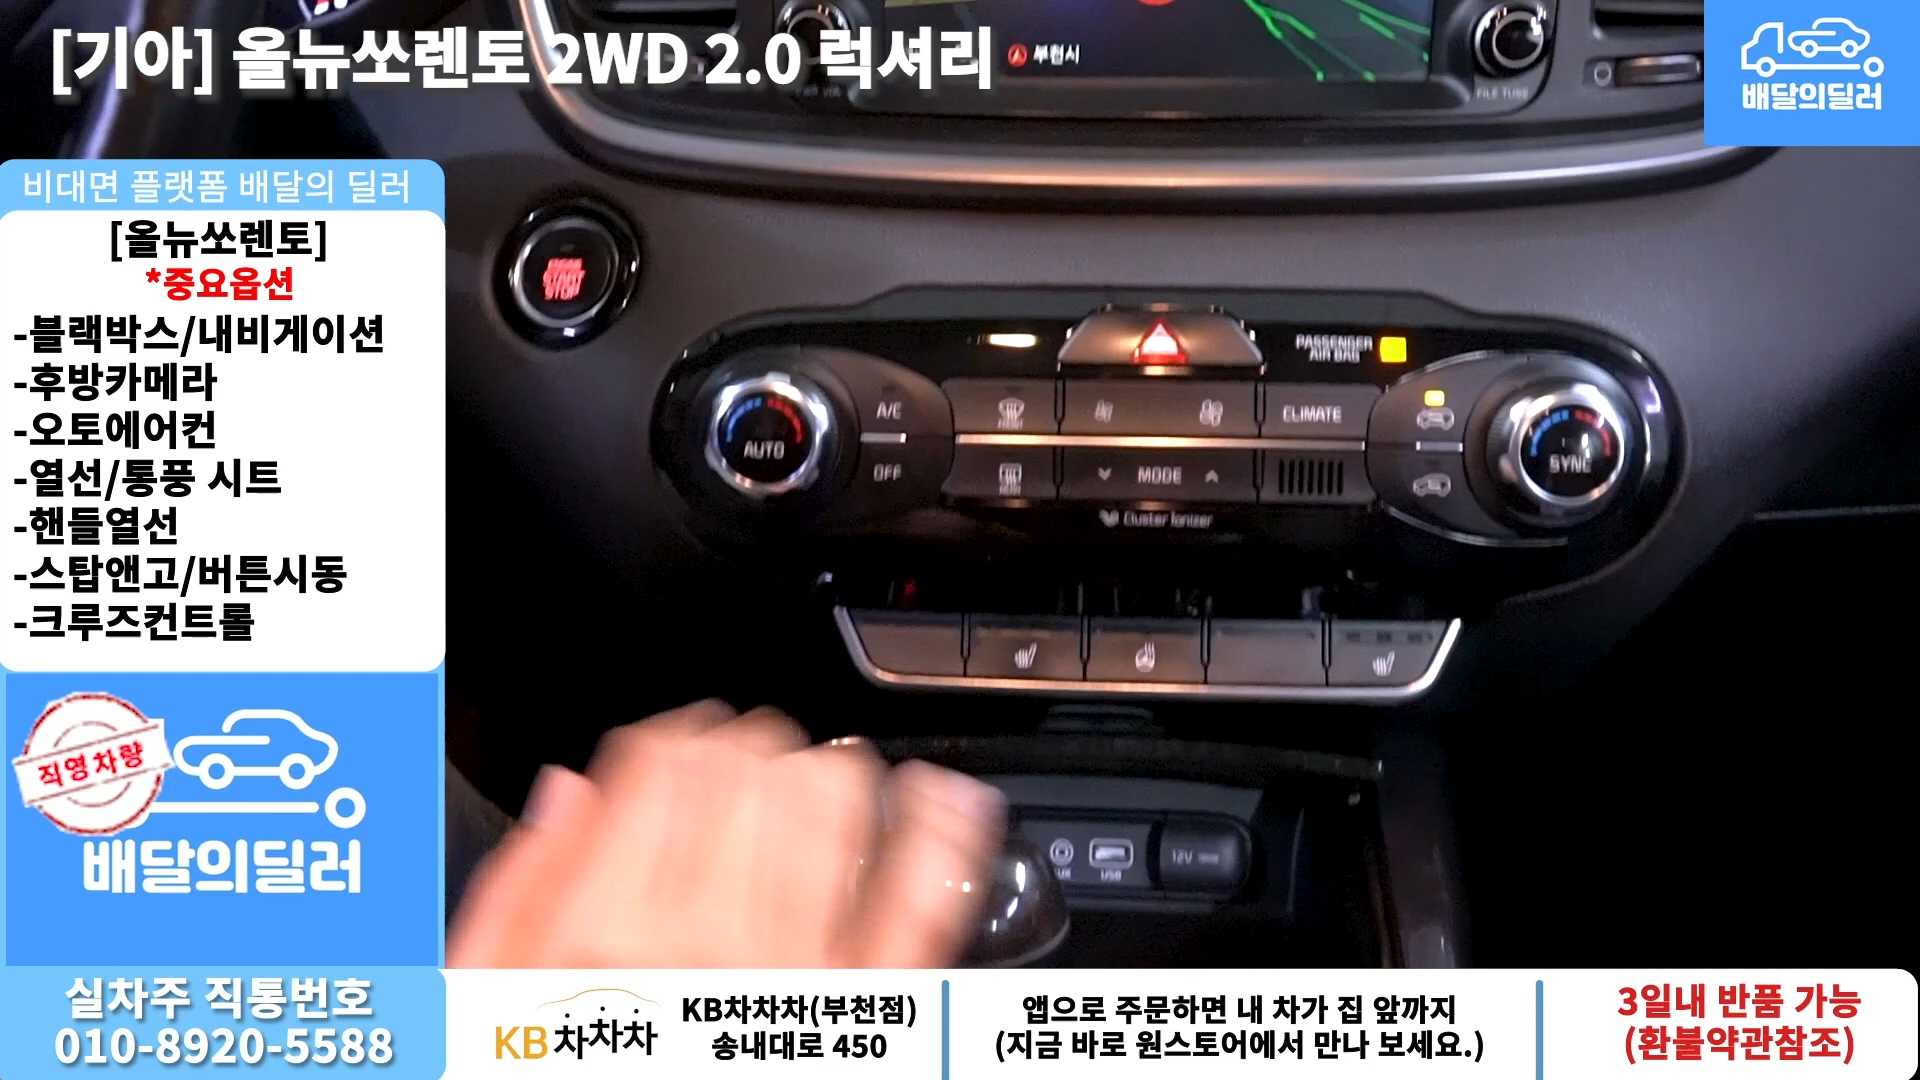 [기아] 올뉴쏘렌토 2WD 2.0 럭셔리
부천시
배달의딜러
비대면 플랫폼 배달의 딜러
[올뉴쏘렌토]
*중요옵션
-블랙박스/내비게이션
-후방카메라
-오토에어컨
-열선/통풍 시트
-핸들열선
-스탑앤고/버튼시동
-크루즈컨트롤
ENGINE
START
STOP
PASSENGER
AIR BAG
A/C
AUTO
OFF
CLIMATE
MODE
SYNC
Cluster Ionizer
USB
12V
직영차량
배달의딜러
실차주 직통번호
010-8920-5588
KB차차차
KB차차차(부천점)
송내대로 450
앱으로 주문하면 내 차가 집 앞까지
(지금 바로 원스토어에서 만나 보세요.)
3일내 반품 가능
(환불약관참조)